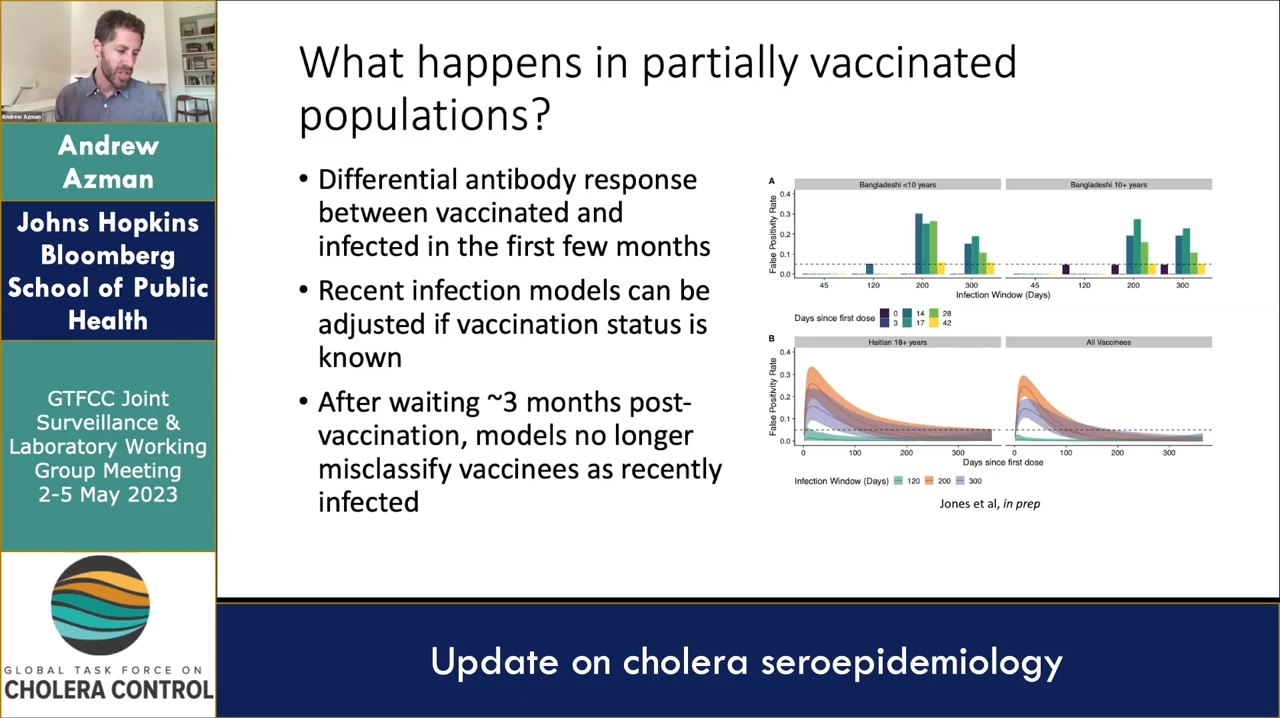 Andrew Azman
Andrew
Azman
Johns Hopkins
Bloomberg
School of Public
Health
GTFCC Joint
Surveillance &
Laboratory Working
Group Meeting
2-5 May 2023
GLOBAL TASK FORCE ON
CHOLERA CONTROL
What happens in partially vaccinated
populations?
• Differential antibody response
between vaccinated and
infected in the first few months
• Recent infection models can be
adjusted if vaccination status is
known
• After waiting ~3 months post-
vaccination, models no longer
misclassify vaccinees as recently
infected
A
Bangladeshi <10 years
Bangladeshi 10+ years
False Positivity Rate
0.4
0.3
0.2
0.1
0.0
45 120 200 300 45 120 200 300
Infection Window (Days)
Days since first dose 0 14 28
3 17 42
B
Haitian 18+ years
All Vaccinees
False Positivity Rate
0.4
0.3
0.2
0.1
0.0
0 100 200 300 0 100 200 300
Days since first dose
Infection Window (Days) 120 200 300
Jones et al, in prep
Update on cholera seroepidemiology